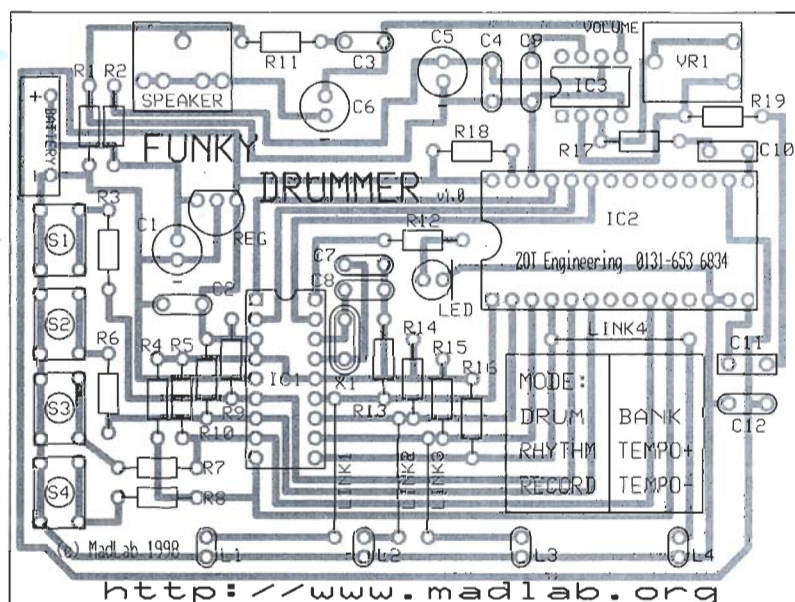 VOLUME
C5
C4
C9
R11
C3
IC3
VR1
R1
R2
SPEAKER
C6
R19
+
BATTERY
-
-
-
FUNKY
R18
R17
C10
DRUMMER v1.0
R3
C1
REG
R12
IC2
S1
-
C7
ZOT Engineering 0131-653 6834
C2
C8
LED
S2
R6
R4
R5
R14
LINK4
R15
C11
IC1
X1
R16
MODE:
S3
R9
R13
DRUM
BANK
C12
R10
RHYTHM
TEMPO+
R7
LINK1
LINK2
LINK3
RECORD
TEMPO-
S4
R8
(c) MadLab 1998
L1
L2
L3
L4
http://www.madlab.org